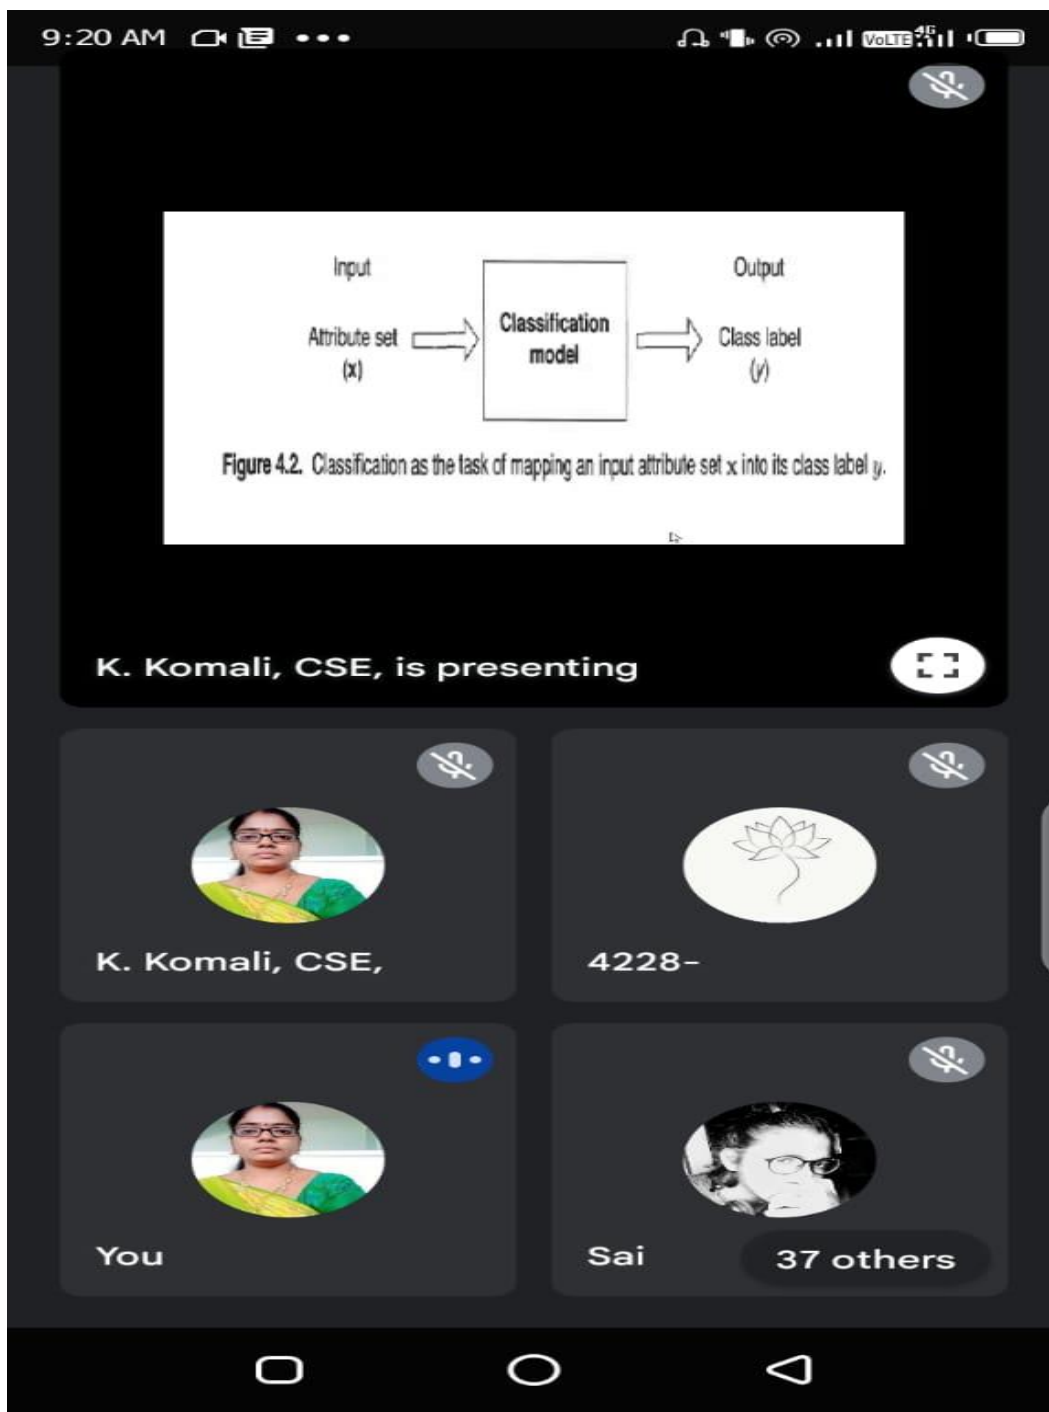 9:20 AM
VoLTE 4G
Input
Output
Classification
model
Attribute set
(x)
Class label
(y)
Figure 4.2. Classification as the task of mapping an input attribute set x into its class label y.
K. Komali, CSE, is presenting
K. Komali, CSE,
4228-
You
Sai
37 others